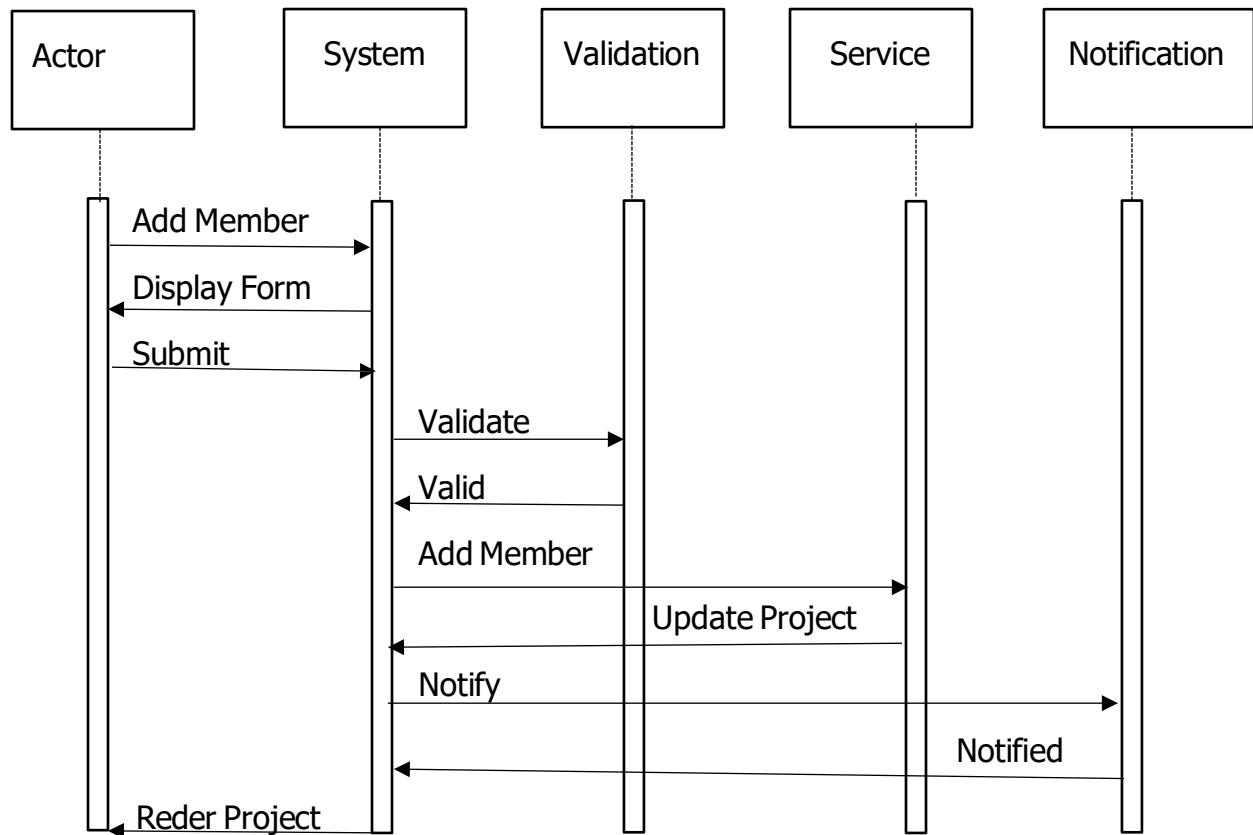 Actor
System
Validation
Service
Notification
Add Member
Display Form
Submit
Validate
Valid
Add Member
Update Project
Notify
Notified
Reder Project